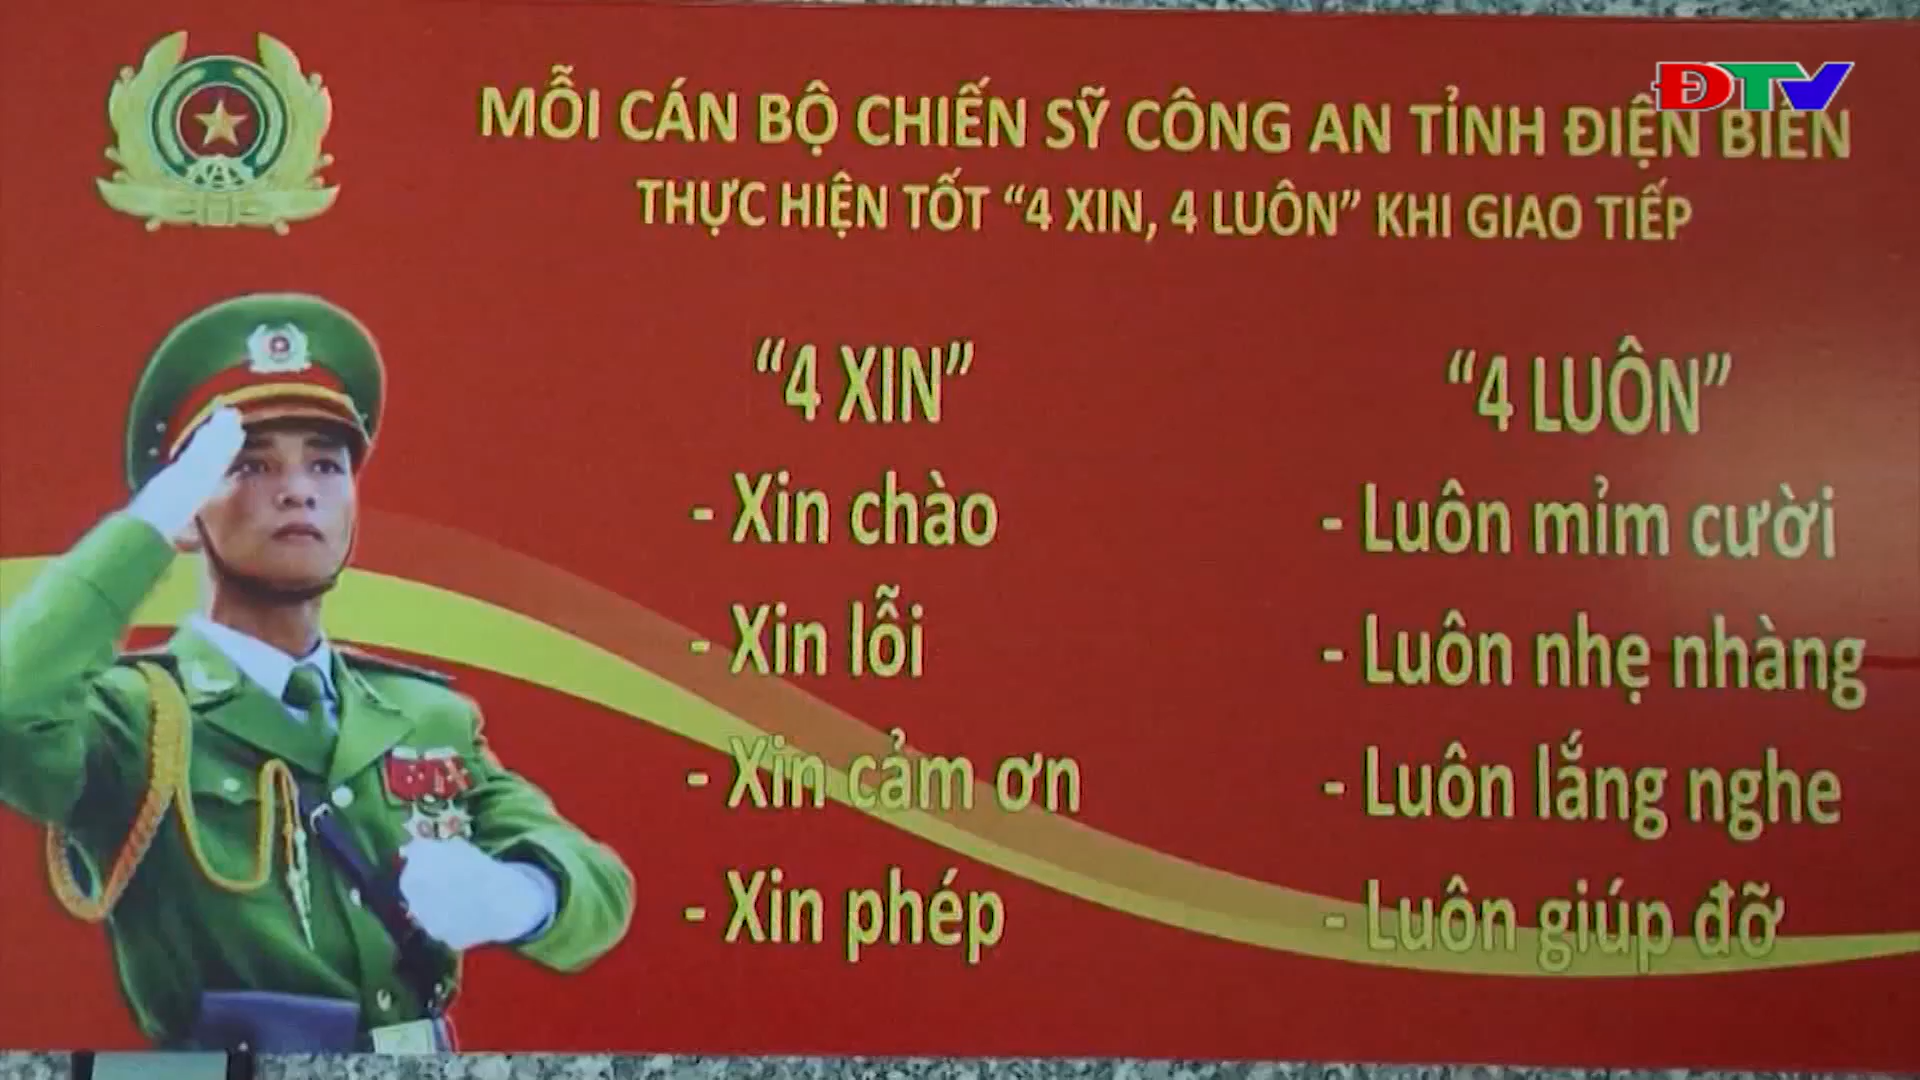 ĐTV
MỖI CÁN BỘ CHIẾN SỸ CÔNG AN TỈNH ĐIỆN BIÊN
THỰC HIỆN TỐT “4 XIN, 4 LUÔN” KHI GIAO TIẾP
“4 XIN”
- Xin chào
- Xin lỗi
- Xin cảm ơn
- Xin phép
“4 LUÔN”
- Luôn mỉm cười
- Luôn nhẹ nhàng
- Luôn lắng nghe
- Luôn giúp đỡ